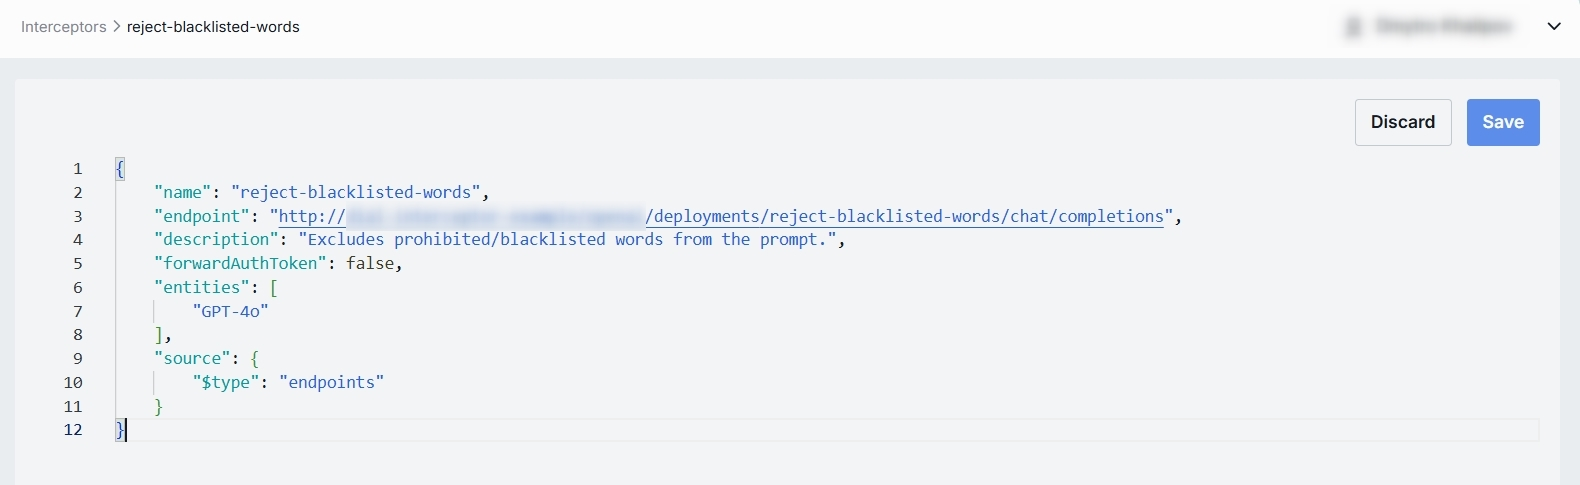 Interceptors > reject-blacklisted-words
Discard
Save
1 {
2 "name": "reject-blacklisted-words",
3 "endpoint": "http:///deployments/reject-blacklisted-words/chat/completions",
4 "description": "Excludes prohibited/blacklisted words from the prompt.",
5 "forwardAuthToken": false,
6 "entities": [
7 "GPT-4o"
8 ],
9 "source": {
10 "$type": "endpoints"
11 }
12 }